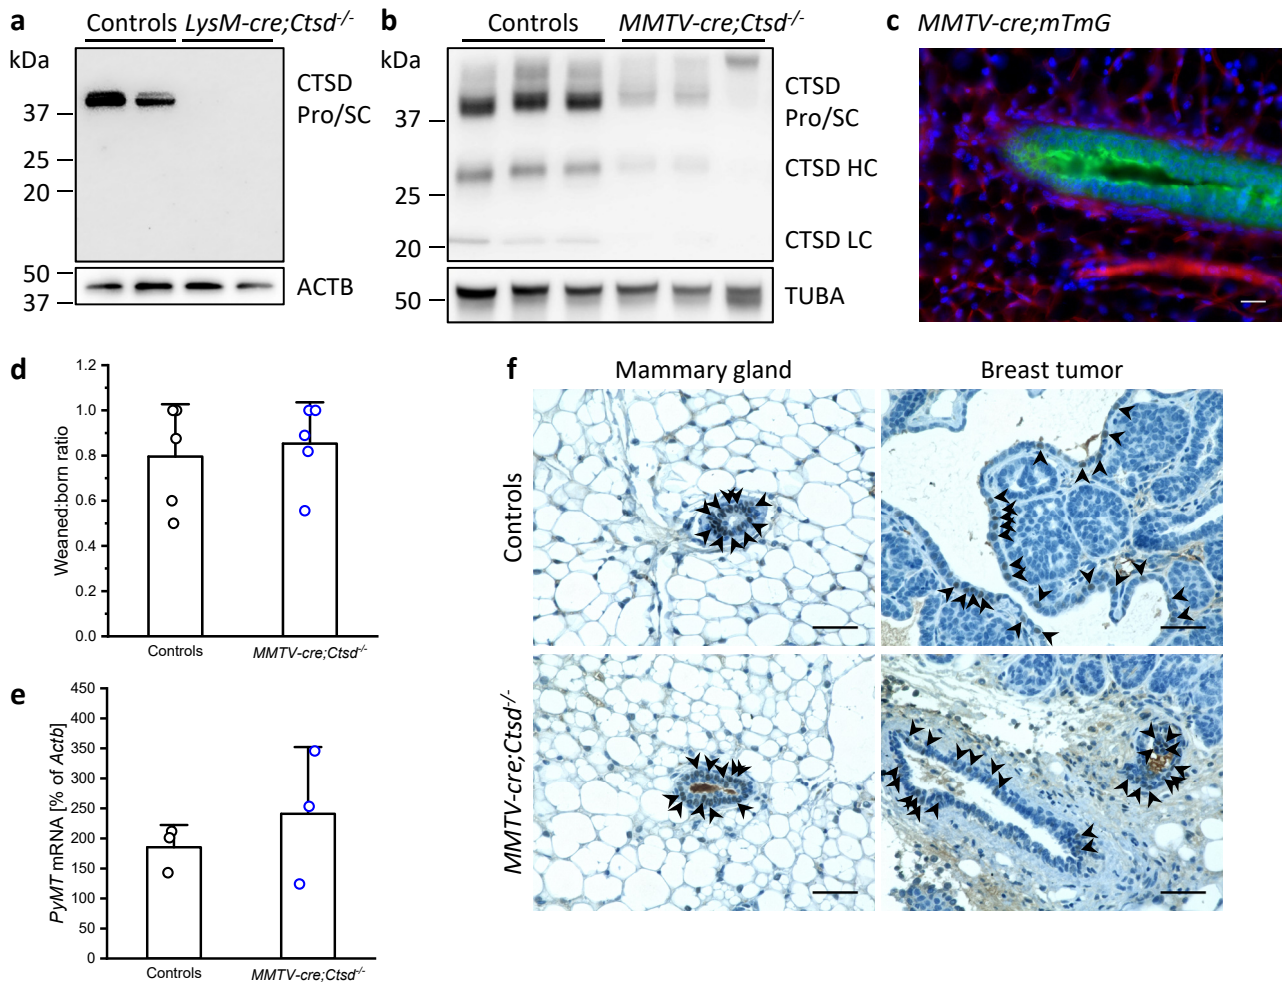 a
Controls LysM-cre;Ctsd-/-
kDa
37
25
20
CTSD
Pro/SC
50
37
ACTB
b
Controls MMTV-cre;Ctsd-/-
kDa
37
25
20
50
CTSD
Pro/SC
CTSD HC
CTSD LC
TUBA
c MMTV-cre;mTmG
d
Weaned:born ratio
1.2
1.0
0.8
0.6
0.4
0.2
0.0
Controls MMTV-cre;Ctsd-/-
e
PyMT mRNA [% of Actb]
450
400
350
300
250
200
150
100
50
0
Controls MMTV-cre;Ctsd-/-
f
Mammary gland Breast tumor
Controls
MMTV-cre;Ctsd-/-